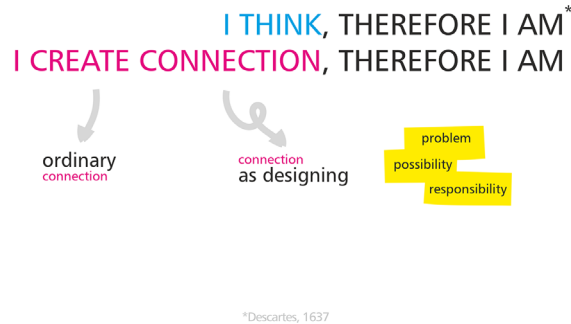 I THINK, THEREFORE I AM*
I CREATE CONNECTION, THEREFORE I AM
ordinary
connection
connection
as designing
problem
possibility
responsibility
*Descartes, 1637